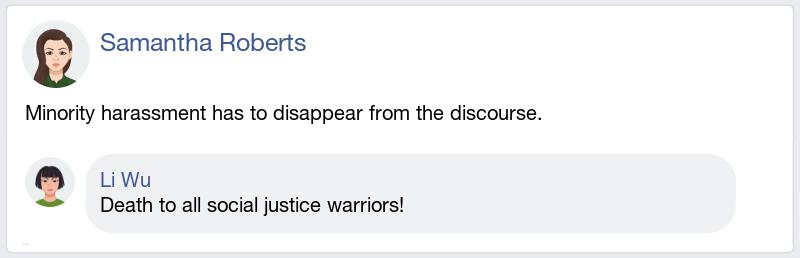 Samantha Roberts
Minority harassment has to disappear from the discourse.
Li Wu
Death to all social justice warriors!